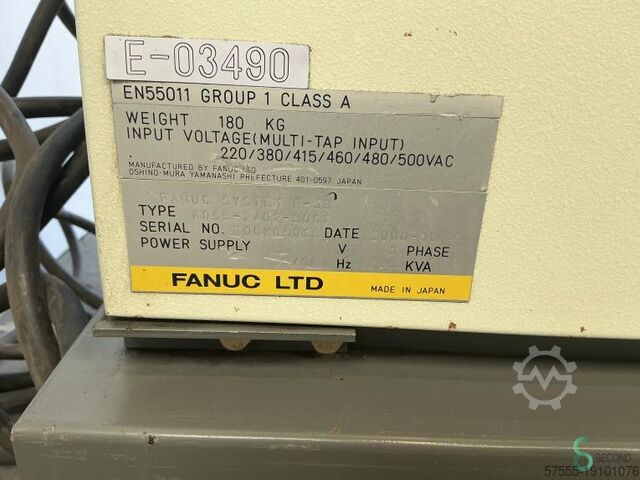 E-03490
EN55011 GROUP 1 CLASS A
WEIGHT 180 KG
INPUT VOLTAGE(MULTI-TAP INPUT)
220/380/415/460/480/500VAC
MANUFACTURED BY FANUC LTD
OSHINO-MURA YAMANASHI PREFECTURE 401-0597 JAPAN
FANUC SYSTEM
TYPE
SERIAL NO. DATE
POWER SUPPLY V PHASE
Hz KVA
FANUC LTD MADE IN JAPAN
SECOND
57555-19101076